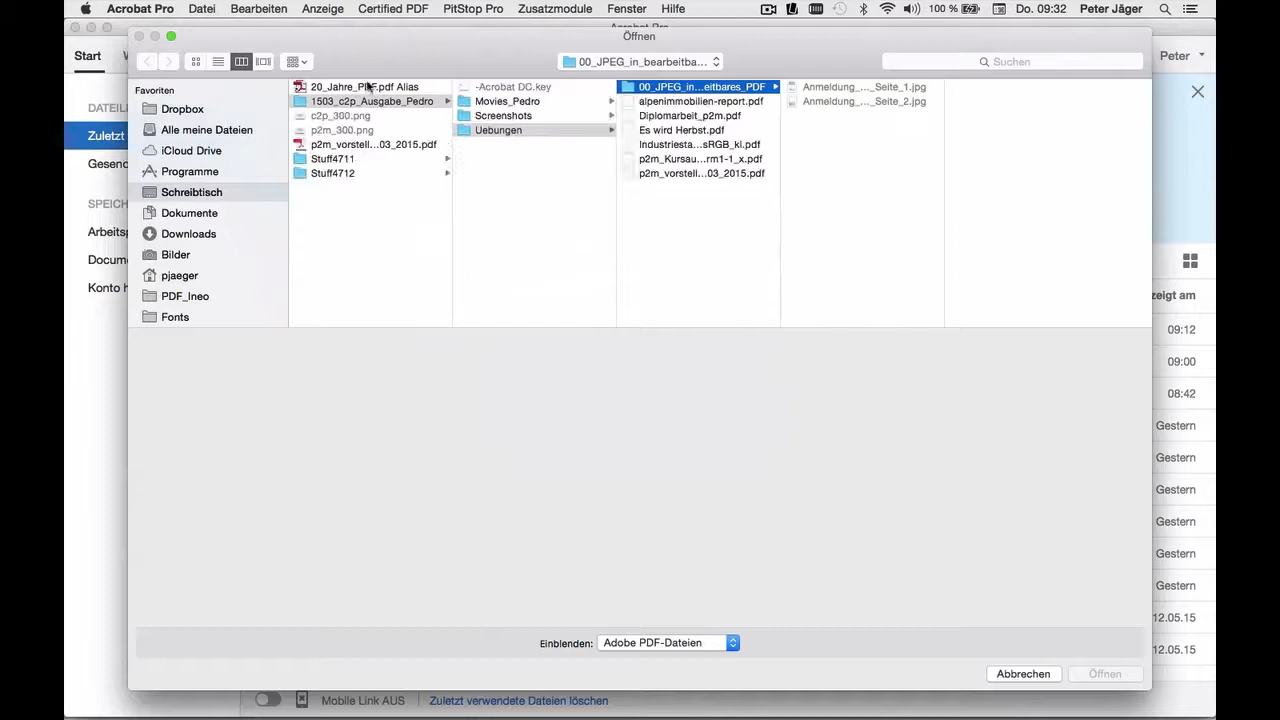 Acrobat Pro Datei Bearbeiten Anzeige Certified PDF PitStop Pro Zusatzmodule Fenster Hilfe 100 % Do. 09:32 Peter Jäger
Öffnen
Start
00_JPEG_in_bearbeitba...
Suchen
Peter
Favoriten
Dropbox
Alle meine Dateien
iCloud Drive
Programme
Schreibtisch
Dokumente
Downloads
Bilder
pjaeger
PDF_Ineo
Fonts
20_Jahre_PDF.pdf Alias
1503_c2p_Ausgabe_Pedro
c2p_300.png
p2m_300.png
p2m_vorstell...03_2015.pdf
Stuff4711
Stuff4712
-Acrobat DC.key
Movies_Pedro
Screenshots
Uebungen
00_JPEG_in...eitbares_PDF
alpenimmobilien-report.pdf
Diplomarbeit_p2m.pdf
Es wird Herbst.pdf
Industriesta...sRGB_ki.pdf
p2m_Kursau...rm1-1_x.pdf
p2m_vorstell...03_2015.pdf
Anmeldung_..._Seite_1.jpg
Anmeldung_..._Seite_2.jpg
DATEILI
Zuletzt
Gesend
SPEICH
Arbeitsp
Docume
Konto h
zeigt am
09:12
09:00
08:42
Gestern
Gestern
Gestern
Gestern
Gestern
Gestern
12.05.15
12.05.15
Einblenden: Adobe PDF-Dateien
Abbrechen Öffnen
Mobile Link AUS Zuletzt verwendete Dateien löschen